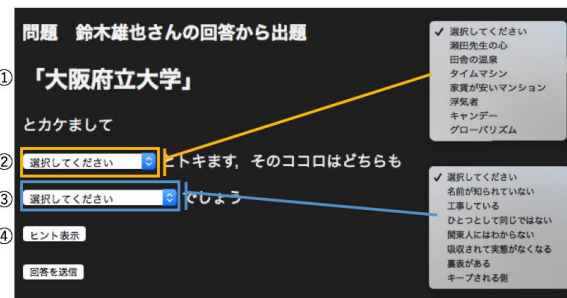 問題 鈴木雄也さんの回答から出題
① 「大阪府立大学」
とカケまして
② 選択してください とトキます，そのココロはどちらも
③ 選択してください でしょう
④ ヒント表示
回答を送信
✓ 選択してください
瀬田先生の心
田舎の温泉
タイムマシン
家賃が安いマンション
浮気者
キャンデー
グローバリズム
✓ 選択してください
名前が知られていない
工事している
ひとつとして同じではない
関東人にはわからない
吸収されて実態がなくなる
裏表がある
キープされる側